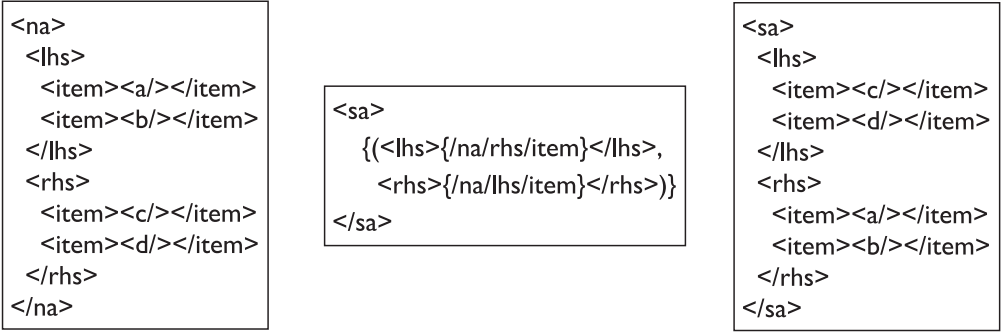 <na>
<lhs>
<item><a/></item>
<item><b/></item>
</lhs>
<rhs>
<item><c/></item>
<item><d/></item>
</rhs>
</na>
<sa>
{(<lhs>{/na/rhs/item}</lhs>,
<rhs>{/na/lhs/item}</rhs>)}
</sa>
<sa>
<lhs>
<item><c/></item>
<item><d/></item>
</lhs>
<rhs>
<item><a/></item>
<item><b/></item>
</rhs>
</sa>